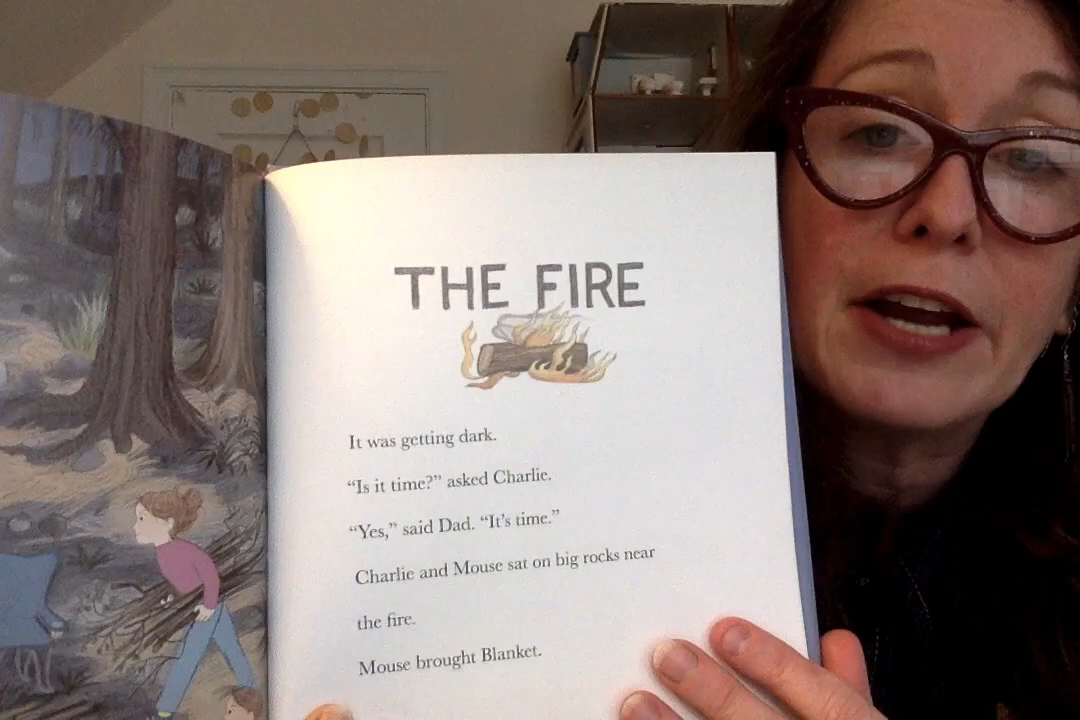 THE FIRE
It was getting dark.
“Is it time?” asked Charlie.
“Yes,” said Dad. “It’s time.”
Charlie and Mouse sat on big rocks near
the fire.
Mouse brought Blanket.